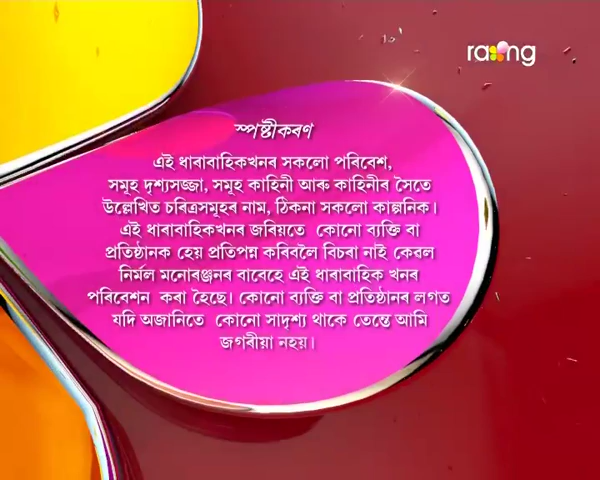 raong
স্পষ্টীকৰণ
এই ধাৰাবাহিকখনৰ সকলো পৰিবেশ,
সমূহ দৃশ্যসজ্জা, সমূহ কাহিনী আৰু কাহিনীৰ সৈতে
উল্লেখিত চৰিত্ৰসমূহৰ নাম, ঠিকনা সকলো কাল্পনিক।
এই ধাৰাবাহিকখনৰ জৰিয়তে কোনো ব্যক্তি বা
প্ৰতিষ্ঠানক হেয় প্ৰতিপন্ন কৰিবলৈ বিচৰা নাই কেৱল
নিৰ্মল মনোৰঞ্জনৰ বাবেহে এই ধাৰাবাহিক খনৰ
পৰিবেশন কৰা হৈছে। কোনো ব্যক্তি বা প্ৰতিষ্ঠানৰ লগত
যদি অজানিতে কোনো সাদৃশ্য থাকে তেন্তে আমি
জগৰীয়া নহয়।